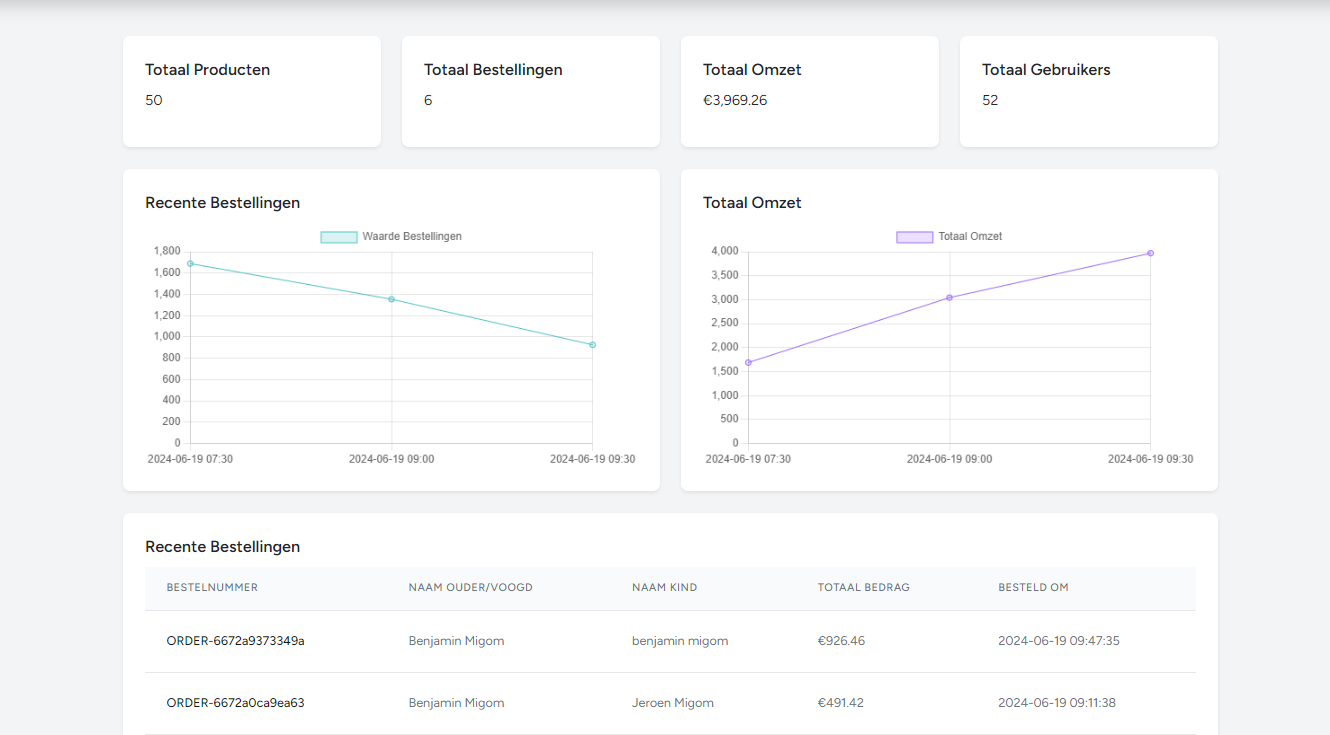 Totaal Producten
50
Totaal Bestellingen
6
Totaal Omzet
€3,969.26
Totaal Gebruikers
52
Recente Bestellingen
Waarde Bestellingen
1,800
1,600
1,400
1,200
1,000
800
600
400
200
0
2024-06-19 07:30 2024-06-19 09:00 2024-06-19 09:30
Totaal Omzet
Totaal Omzet
4,000
3,500
3,000
2,500
2,000
1,500
1,000
500
0
2024-06-19 07:30 2024-06-19 09:00 2024-06-19 09:30
Recente Bestellingen
BESTELNUMMER NAAM OUDER/VOOGD NAAM KIND TOTAAL BEDRAG BESTELD OM
ORDER-6672a9373349a Benjamin Migom benjamin migom €926.46 2024-06-19 09:47:35
ORDER-6672a0ca9ea63 Benjamin Migom Jeroen Migom €491.42 2024-06-19 09:11:38